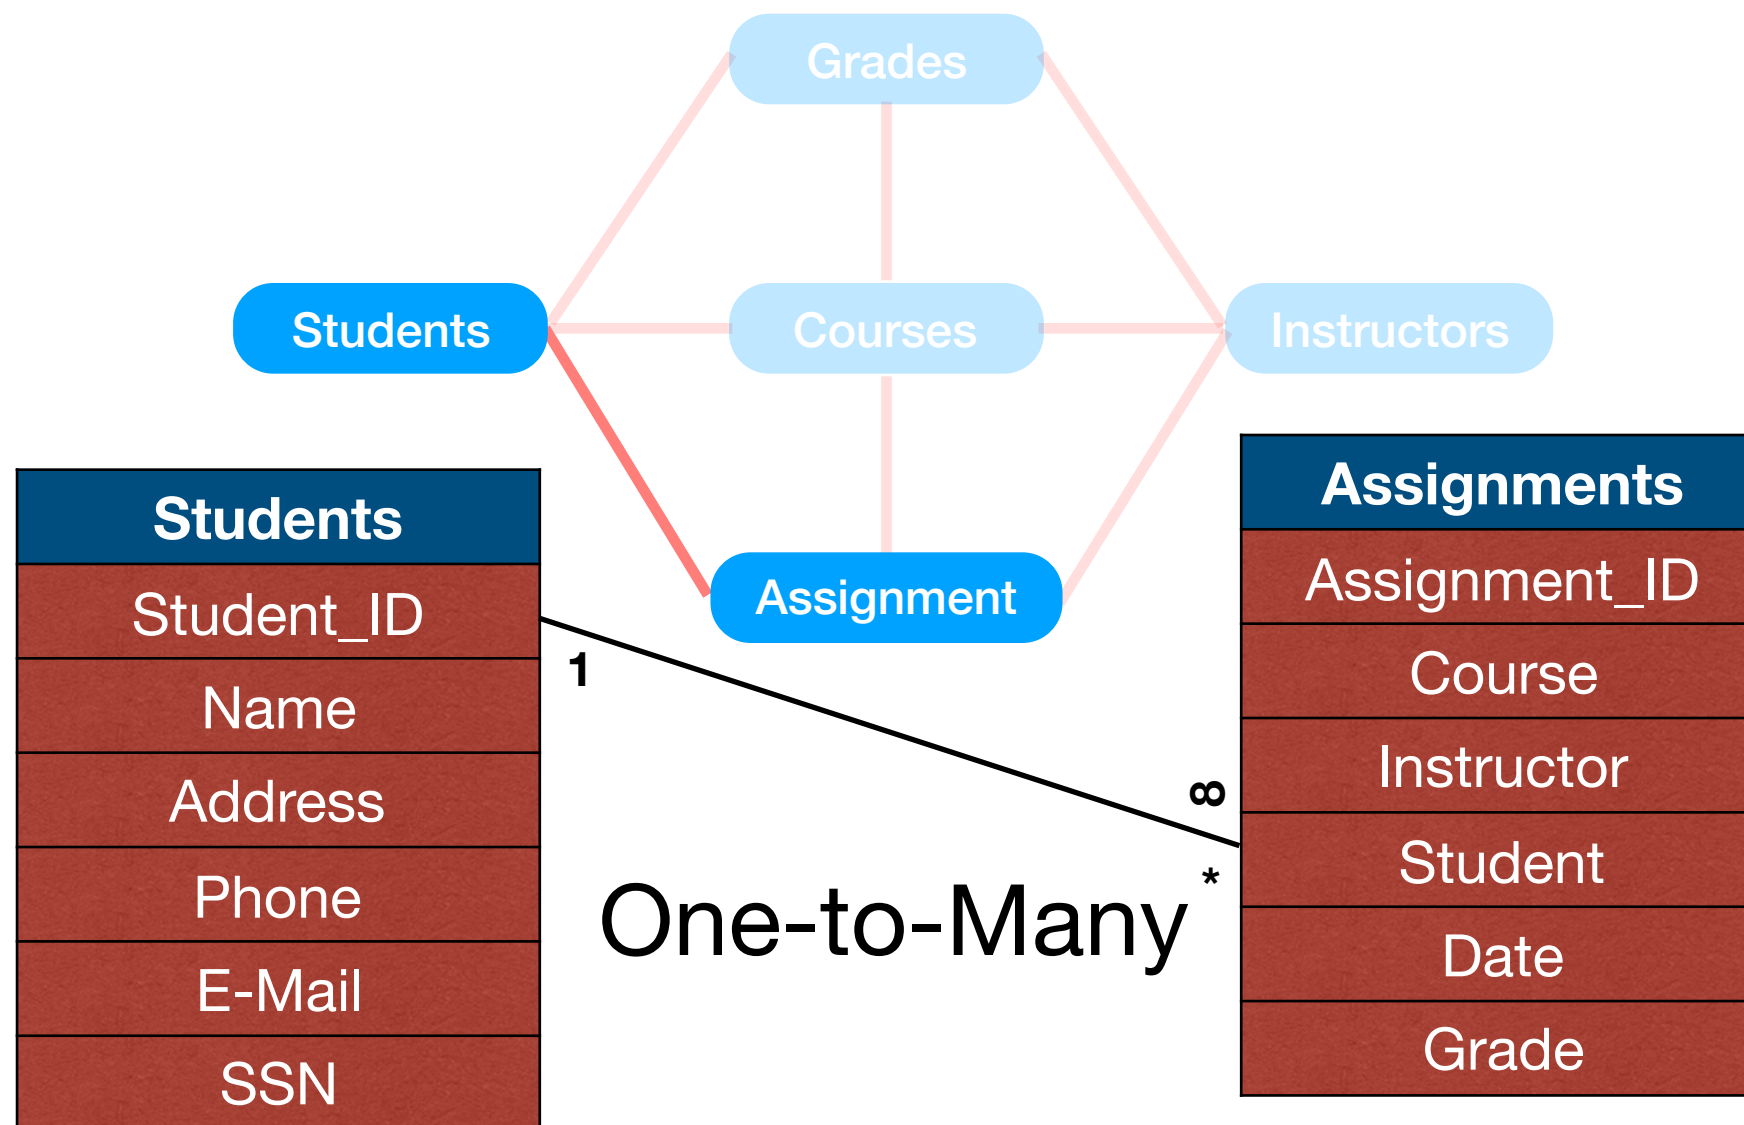 Grades
Students
Courses
Instructors
Assignment
Students
Student_ID
Name
Address
Phone
E-Mail
SSN
1
8
*
One-to-Many
Assignments
Assignment_ID
Course
Instructor
Student
Date
Grade